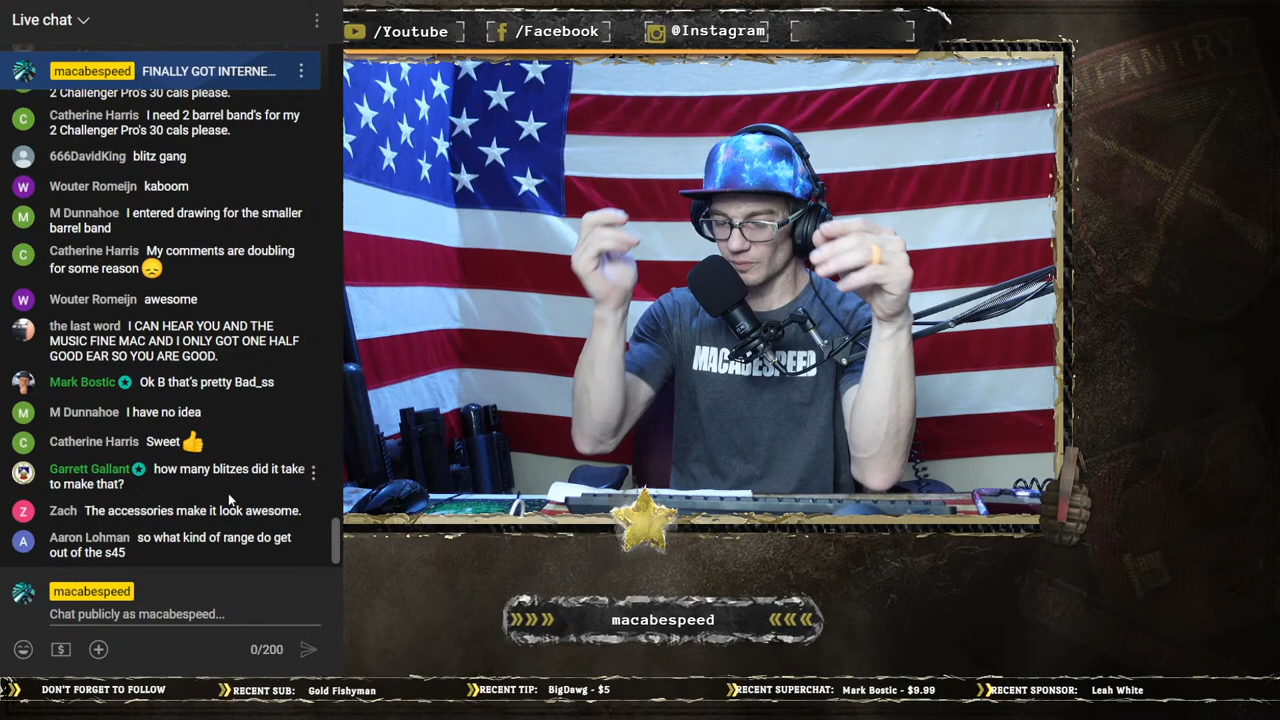 Live chat
macabespeed FINALLY GOT INTERNE...
2 Challenger Pro's 30 cals please.
Catherine Harris I need 2 barrel band's for my
2 Challenger Pro's 30 cals please.
666DavidKing blitz gang
Wouter Romeijn kaboom
M Dunnahoe I entered drawing for the smaller
barrel band
Catherine Harris My comments are doubling
for some reason 😞
Wouter Romeijn awesome
the last word I CAN HEAR YOU AND THE
MUSIC FINE MAC AND I ONLY GOT ONE HALF
GOOD EAR SO YOU ARE GOOD.
Mark Bostic Ok B that's pretty Bad_ss
M Dunnahoe I have no idea
Catherine Harris Sweet 👍
Garrett Gallant how many blitzes did it take
to make that?
Zach The accessories make it look awesome.
Aaron Lohman so what kind of range do get
out of the s45
macabespeed
Chat publicly as macabespeed...
0/200
/Youtube
/Facebook
@Instagram
INFANTRY
MACABESPEED
macabespeed
DON'T FORGET TO FOLLOW
RECENT SUB: Gold Fishyman
RECENT TIP: BigDawg - $5
RECENT SUPERCHAT: Mark Bostic - $9.99
RECENT SPONSOR: Leah White